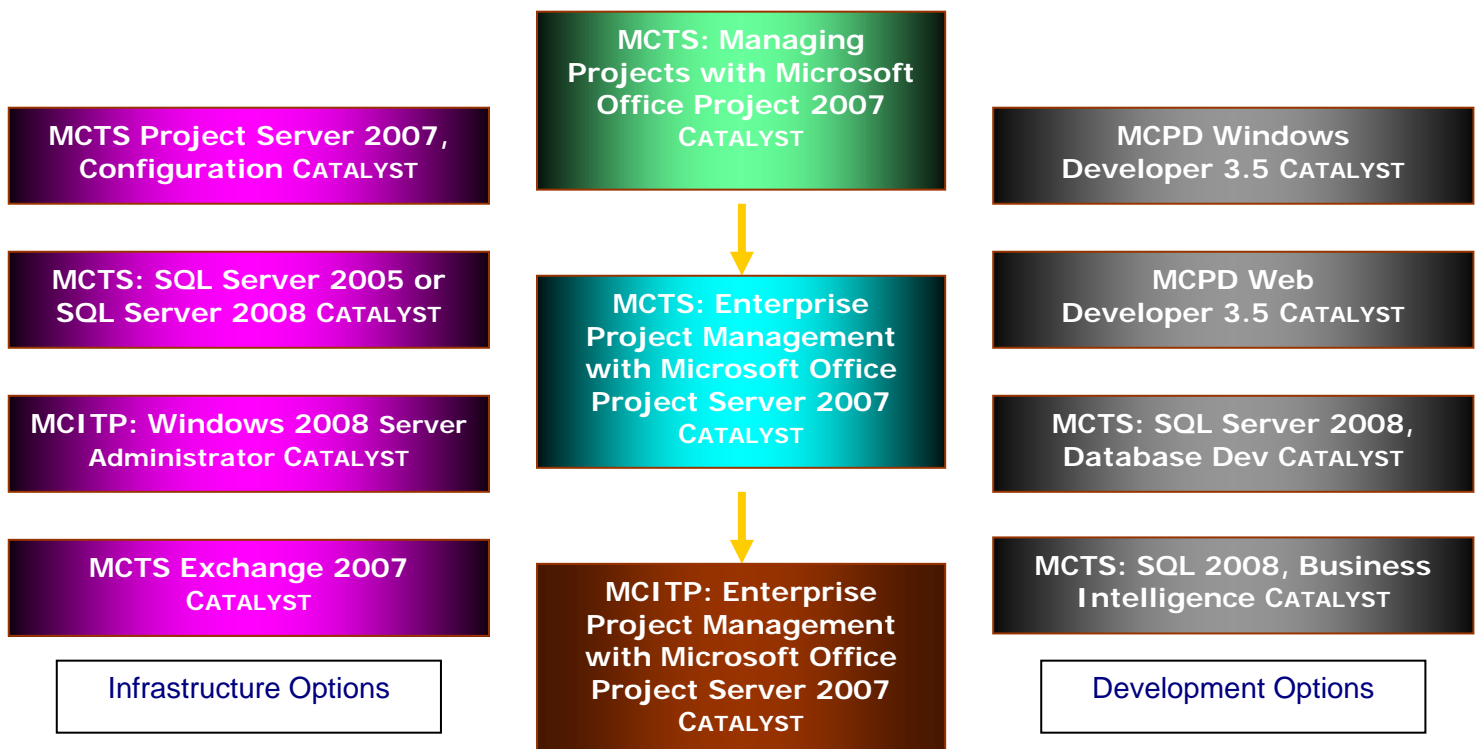 MCTS Project Server 2007,
Configuration CATALYST
MCTS: SQL Server 2005 or
SQL Server 2008 CATALYST
MCITP: Windows 2008 Server
Administrator CATALYST
MCTS Exchange 2007
CATALYST
Infrastructure Options
MCTS: Managing
Projects with Microsoft
Office Project 2007
CATALYST
MCTS: Enterprise
Project Management
with Microsoft Office
Project Server 2007
CATALYST
MCITP: Enterprise
Project Management
with Microsoft Office
Project Server 2007
CATALYST
MCPD Windows
Developer 3.5 CATALYST
MCPD Web
Developer 3.5 CATALYST
MCTS: SQL Server 2008,
Database Dev CATALYST
MCTS: SQL 2008, Business
Intelligence CATALYST
Development Options